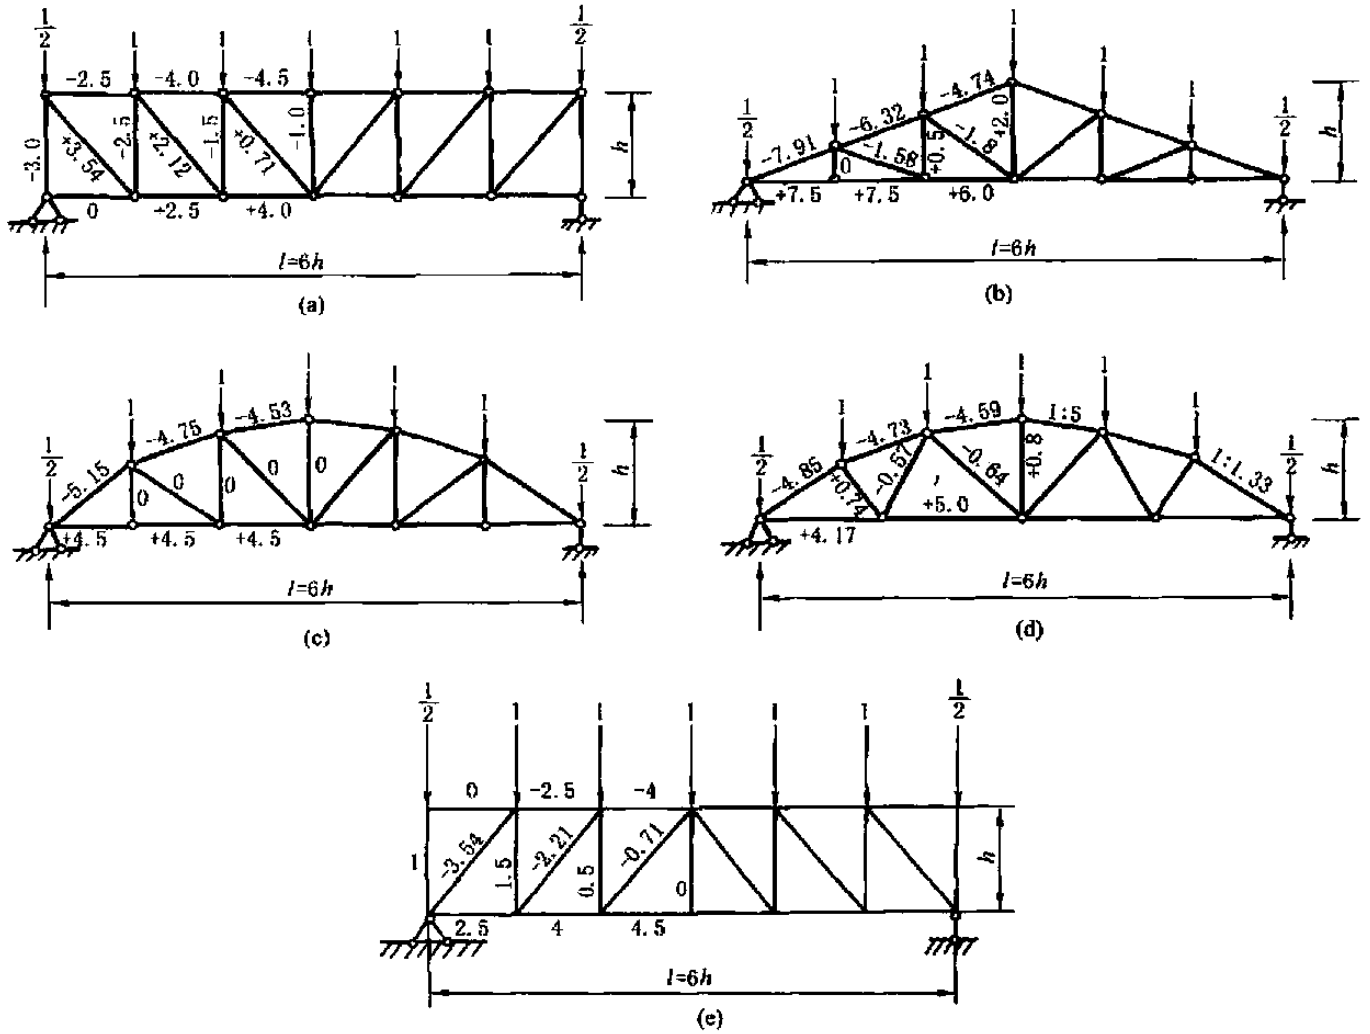 1/2 1 1 1 1 1 1/2
-2.5 -4.0 -4.5
-3.0 +3.54 -2.5 +2.12 -1.5 +0.71 -1.0 h
0 +2.5 +4.0
l=6h
(a)
1/2 1 1 1 1 1 1/2
-7.91 -6.32 -4.74
0 -1.58 +0.5 -1.8 +2.0 h
+7.5 +7.5 +6.0
l=6h
(b)
1/2 1 1 1 1 1 1/2
-5.15 -4.75 -4.53
0 0 0 0 0 h
+4.5 +4.5 +4.5
l=6h
(c)
1/2 1 1 1 1 1 1/2
-4.85 -4.73 -4.59 1:5 1:1.33
+0.74 -0.57 -0.64 +0.8 h
+4.17 +5.0
l=6h
(d)
1/2 1 1 1 1 1 1/2
0 -2.5 -4
1 -3.54 1.5 -2.21 0.5 -0.71 0 h
2.5 4 4.5
l=6h
(e)